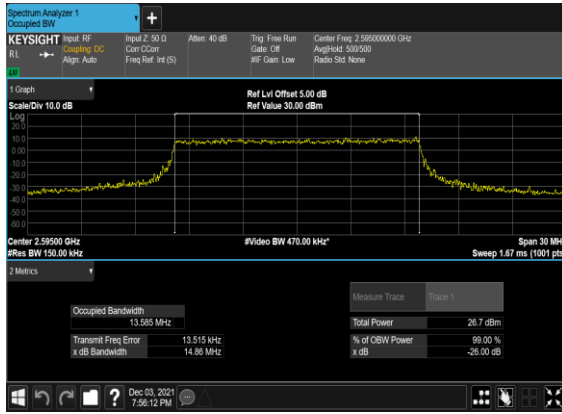 Spectrum Analyzer 1
Occupied BW
+
KEYSIGHT Input: RF Input Z: 50 Ω Atten: 40 dB Trig: Free Run Center Freq: 2.595000000 GHz
RL Coupling: DC Corr CCorr Gate: Off Avg|Hold: 500/500
Align: Auto Freq Ref: Int (S) #IF Gain: Low Radio Std: None
1 Graph
Scale/Div 10.0 dB
Ref Lvl Offset 5.00 dB
Ref Value 30.00 dBm
Log
20.0
10.0
0.00
-10.0
-20.0
-30.0
-40.0
-50.0
-60.0
Center 2.59500 GHz #Video BW 470.00 kHz* Span 30 MH
#Res BW 150.00 kHz Sweep 1.67 ms (1001 pts
2 Metrics
Measure Trace Trace 1
Occupied Bandwidth
13.585 MHz
Total Power 26.7 dBm
Transmit Freq Error 13.515 kHz
% of OBW Power 99.00 %
x dB Bandwidth 14.86 MHz
x dB -26.00 dB
?
Dec 03, 2021
7:56:12 PM